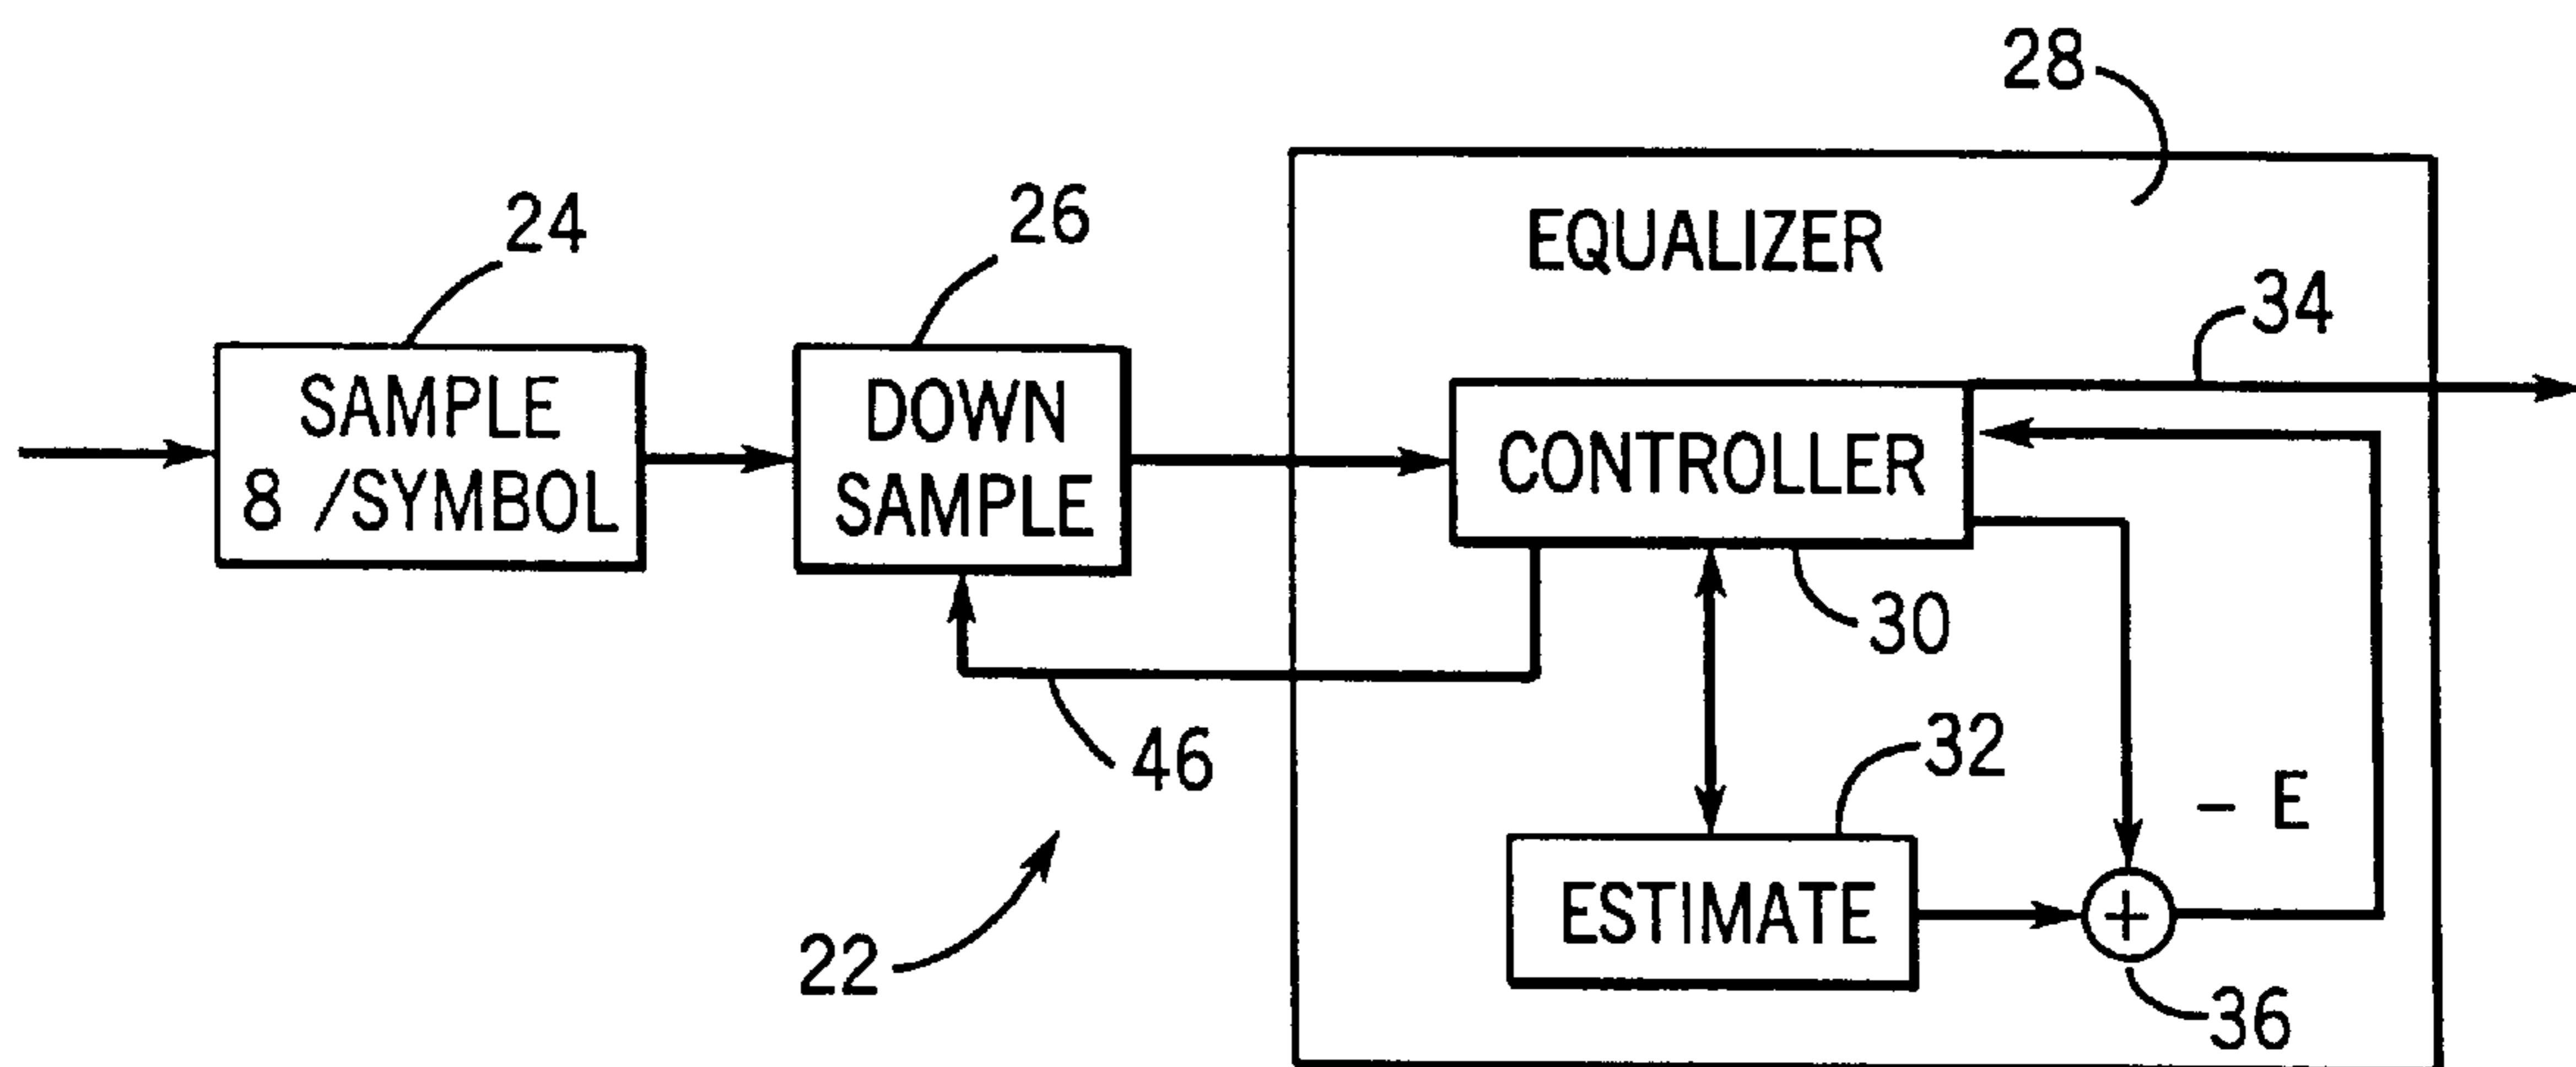 28
EQUALIZER
24
26
34
SAMPLE
8 /SYMBOL
DOWN
SAMPLE
CONTROLLER
30
46
32
- E
ESTIMATE
+
22
36